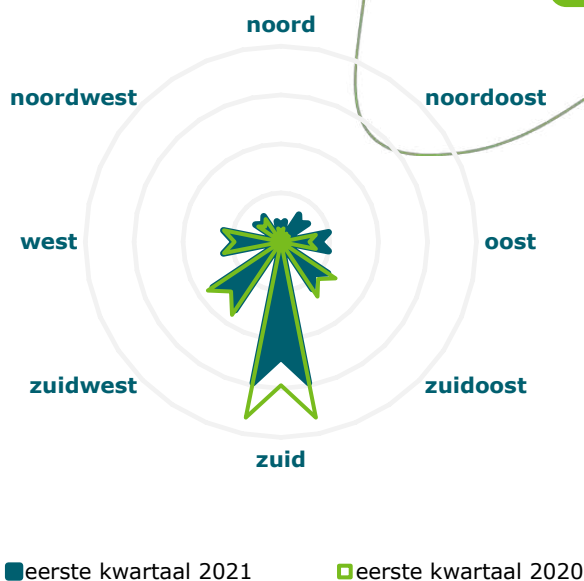 noord
noordwest
noordoost
west
oost
zuidwest
zuidoost
zuid
eerste kwartaal 2021
eerste kwartaal 2020